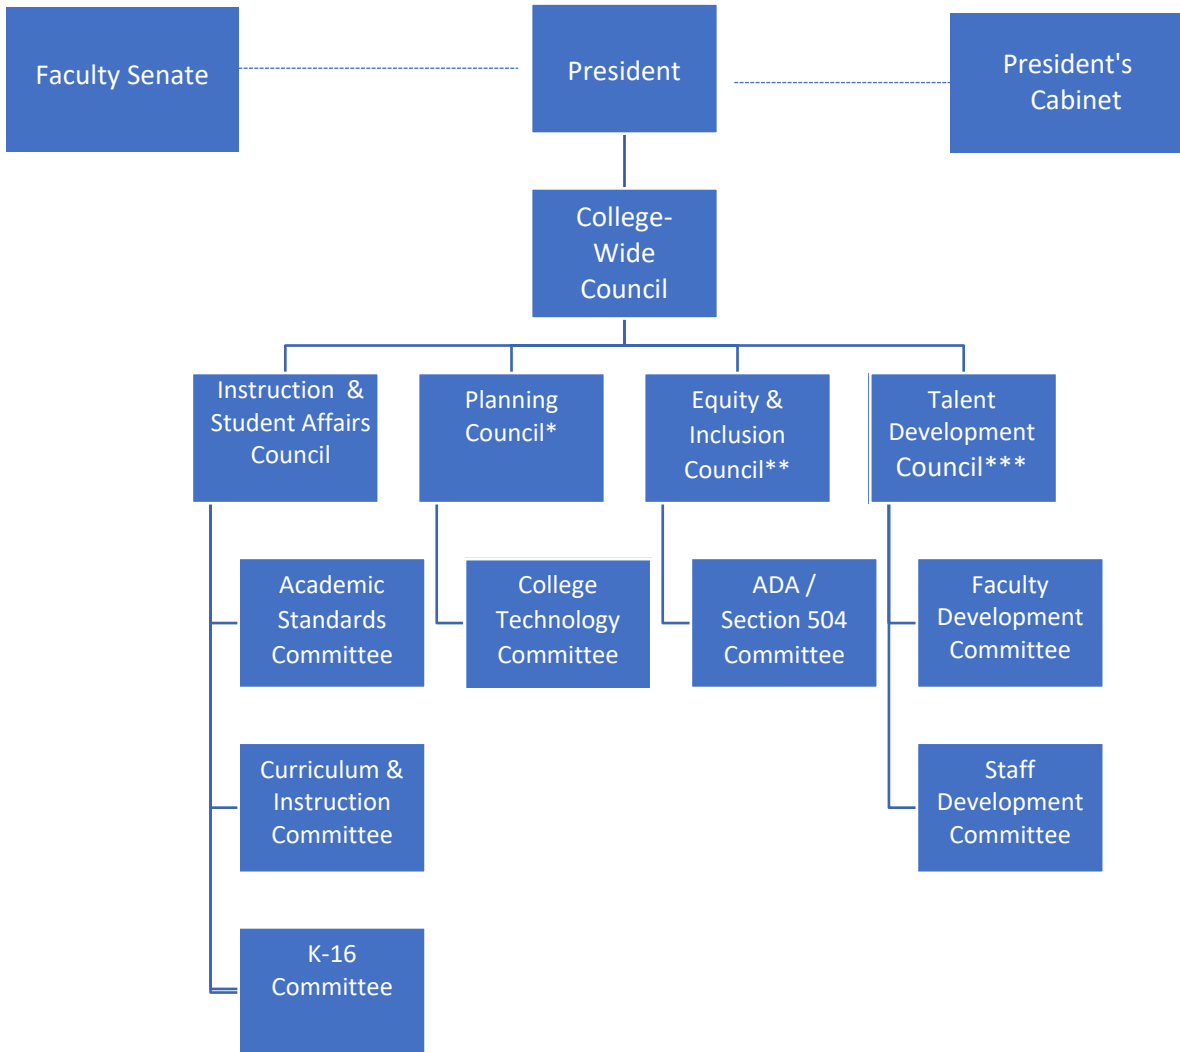 Faculty Senate
President
President's
Cabinet
College-
Wide
Council
Instruction & 
Student Affairs
Council
Planning
Council*
Equity &
Inclusion
Council**
Talent
Development
Council***
Academic
Standards
Committee
College
Technology
Committee
ADA /
Section 504
Committee
Faculty
Development
Committee
Curriculum &
Instruction
Committee
Staff
Development
Committee
K-16
Committee